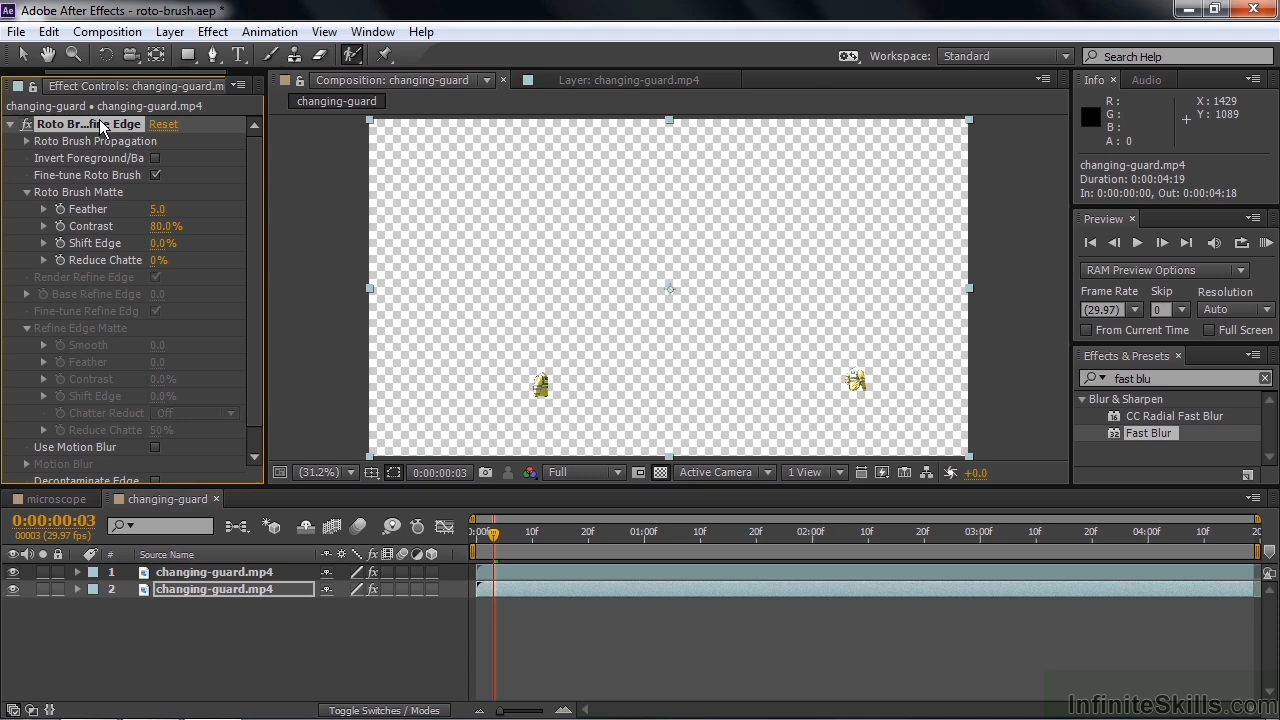 Ae Adobe After Effects - roto-brush.aep *
File Edit Composition Layer Effect Animation View Window Help
Workspace: Standard Search Help
Effect Controls: changing-guard.m
changing-guard • changing-guard.mp4
fx Roto Br...fine Edge Reset
Roto Brush Propagation
Invert Foreground/Ba
Fine-tune Roto Brush
Roto Brush Matte
Feather 5.0
Contrast 80.0%
Shift Edge 0.0%
Reduce Chatte 0%
Render Refine Edge
Base Refine Edge 0.0
Fine-tune Refine Edg
Refine Edge Matte
Smooth 0.0
Feather 0.0
Contrast 0.0%
Shift Edge 0.0%
Chatter Reduct Off
Reduce Chatte 50%
Use Motion Blur
Motion Blur
Decontaminate Edge
Composition: changing-guard Layer: changing-guard.mp4
changing-guard
(31.2%) 0:00:00:03 Full Active Camera 1 View +0.0
Info Audio
R: X: 1429
G: Y: 1089
B:
A: 0
changing-guard.mp4
Duration: 0:00:04:19
In: 0:00:00:00, Out: 0:00:04:18
Preview
RAM Preview Options
Frame Rate Skip Resolution
(29.97) 0 Auto
From Current Time Full Screen
Effects & Presets
fast blu
Blur & Sharpen
CC Radial Fast Blur
Fast Blur
microscope changing-guard
0:00:00:03
00003 (29.97 fps)
0:00f 10f 20f 01:00f 10f 20f 02:00f 10f 20f 03:00f 10f 20f 04:00f 10f 20
# Source Name
1 changing-guard.mp4
2 changing-guard.mp4
Toggle Switches / Modes
InfiniteSkills.com